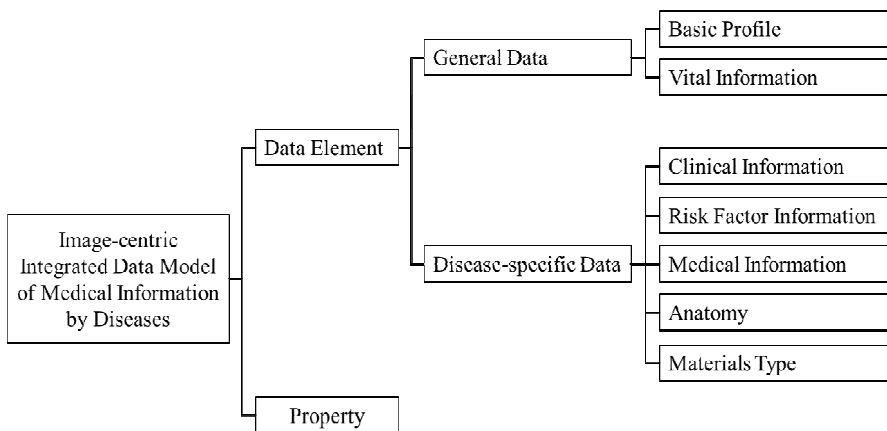 Image-centric
Integrated Data Model
of Medical Information
by Diseases
Data Element
Property
General Data
Disease-specific Data
Basic Profile
Vital Information
Clinical Information
Risk Factor Information
Medical Information
Anatomy
Materials Type